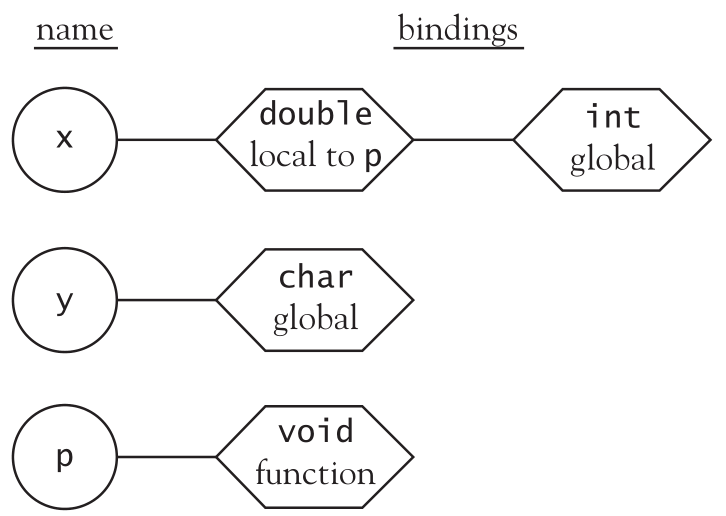 name bindings
x double int
local to p global
y char
global
p void
function